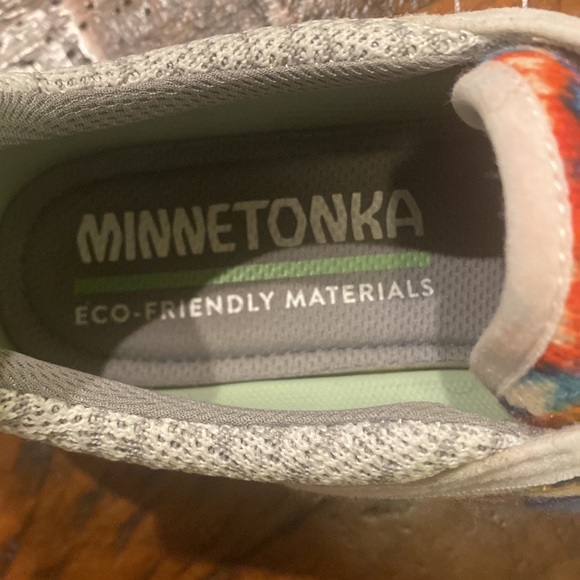 MINNETONKA
ECO-FRIENDLY MATERIALS